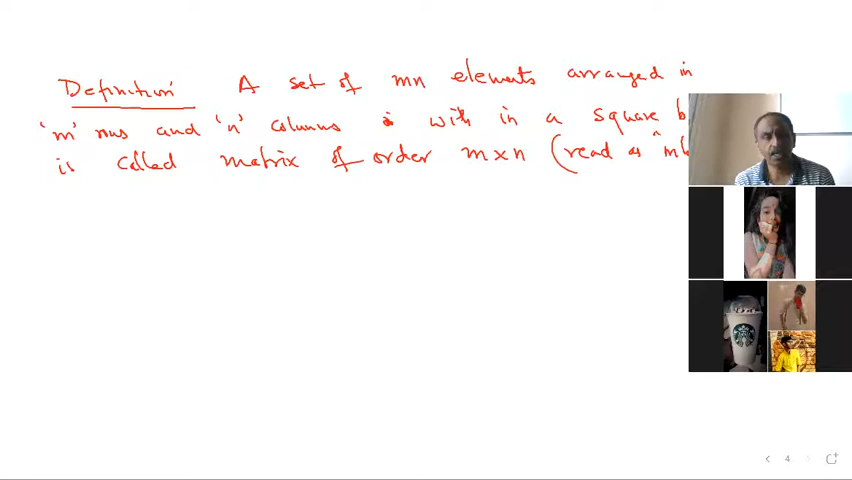 Definition A set of mn elements arranged in
'm' rows and 'n' columns with in a square
is called matrix of order m×n (read as "m
4